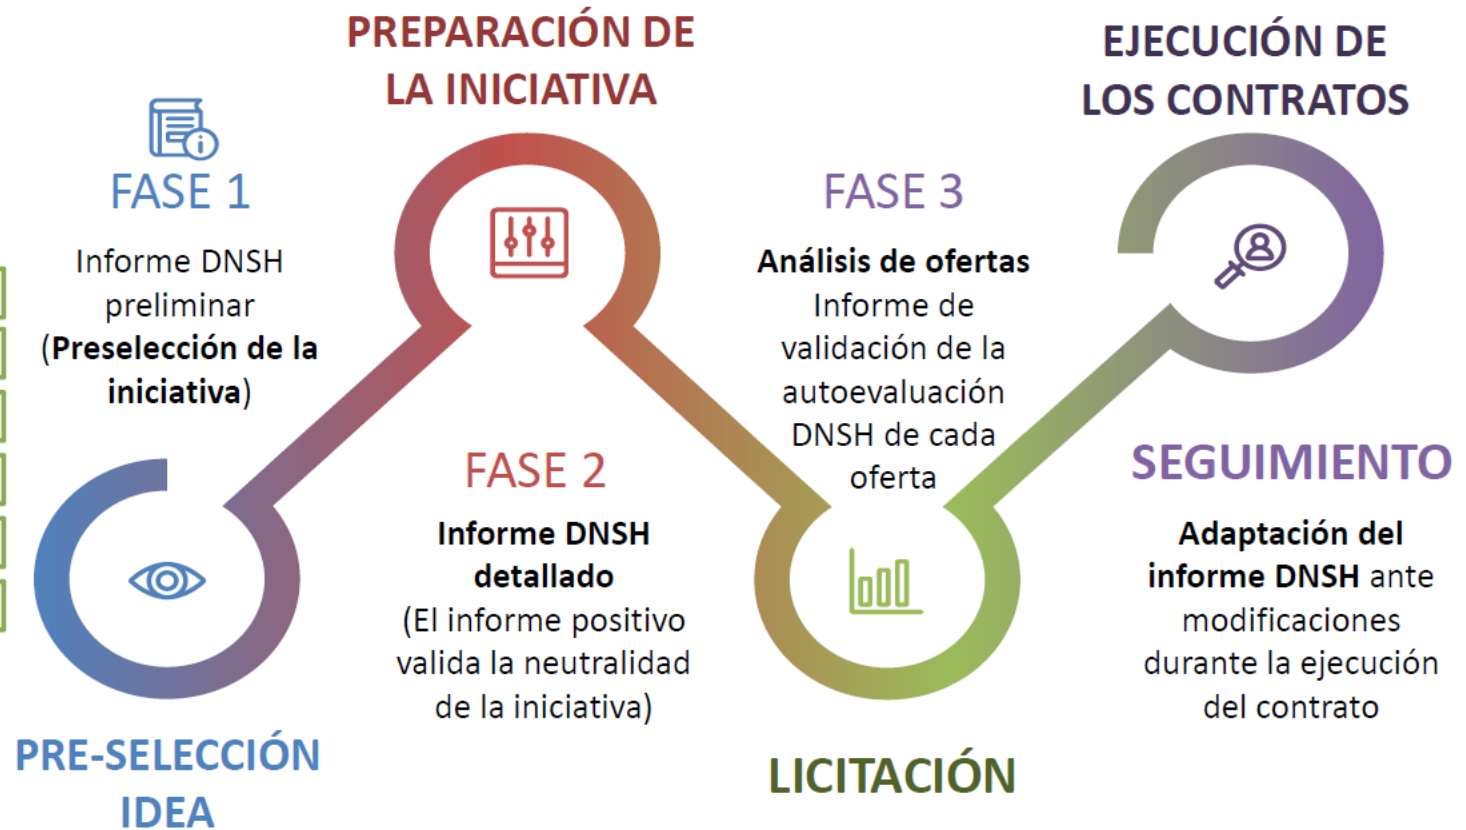 FASE 1
Informe DNSH
preliminar
(Preselección de la
iniciativa)
PRE-SELECCIÓN
IDEA
PREPARACIÓN DE
LA INICIATIVA
FASE 2
Informe DNSH
detallado
(El informe positivo
valida la neutralidad
de la iniciativa)
FASE 3
Análisis de ofertas
Informe de
validación de la
autoevaluación
DNSH de cada
oferta
LICITACIÓN
EJECUCIÓN DE
LOS CONTRATOS
SEGUIMIENTO
Adaptación del
informe DNSH ante
modificaciones
durante la ejecución
del contrato